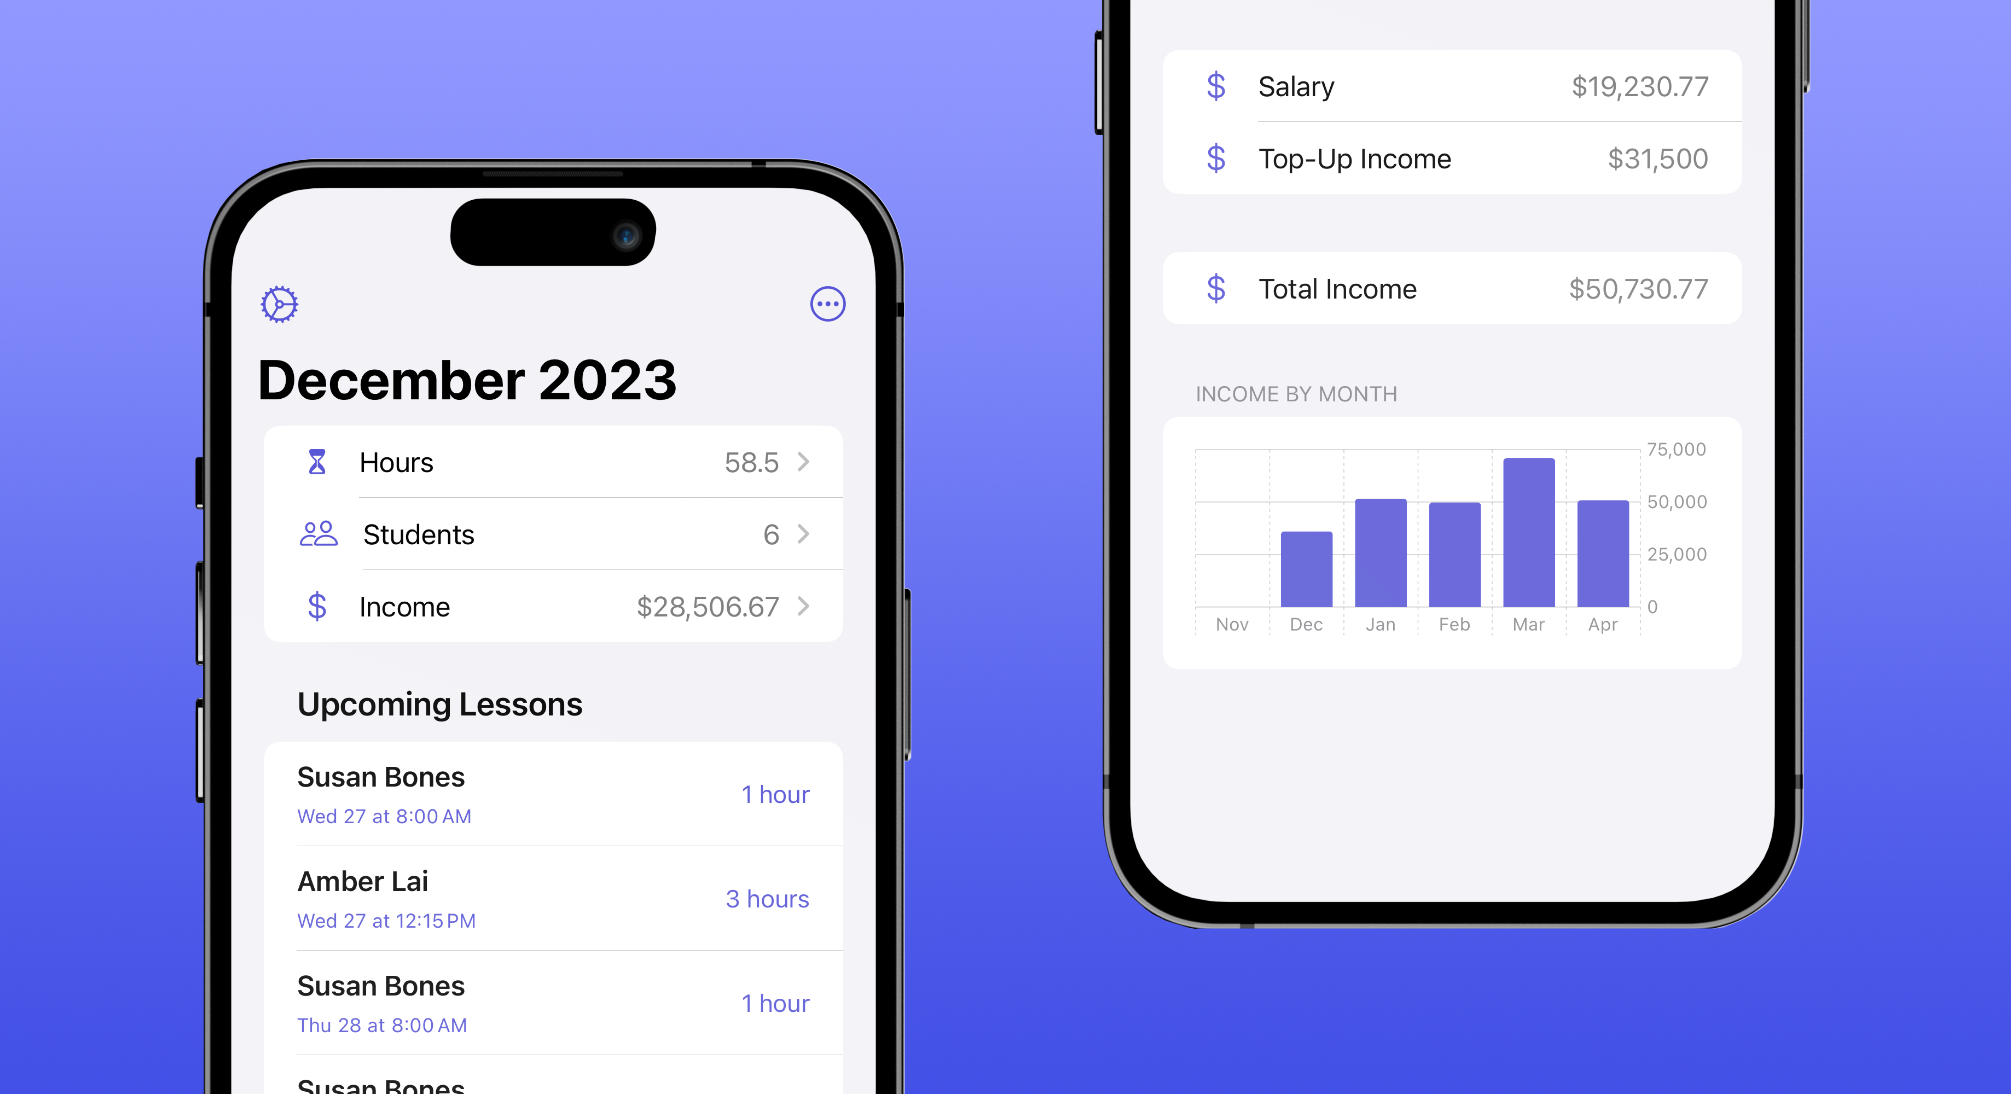 December 2023
Hours 58.5
Students 6
Income $28,506.67
Upcoming Lessons
Susan Bones
Wed 27 at 8:00 AM
1 hour
Amber Lai
Wed 27 at 12:15 PM
3 hours
Susan Bones
Thu 28 at 8:00 AM
1 hour
Susan Bones
Salary $19,230.77
Top-Up Income $31,500
Total Income $50,730.77
INCOME BY MONTH
75,000
50,000
25,000
0
Nov Dec Jan Feb Mar Apr